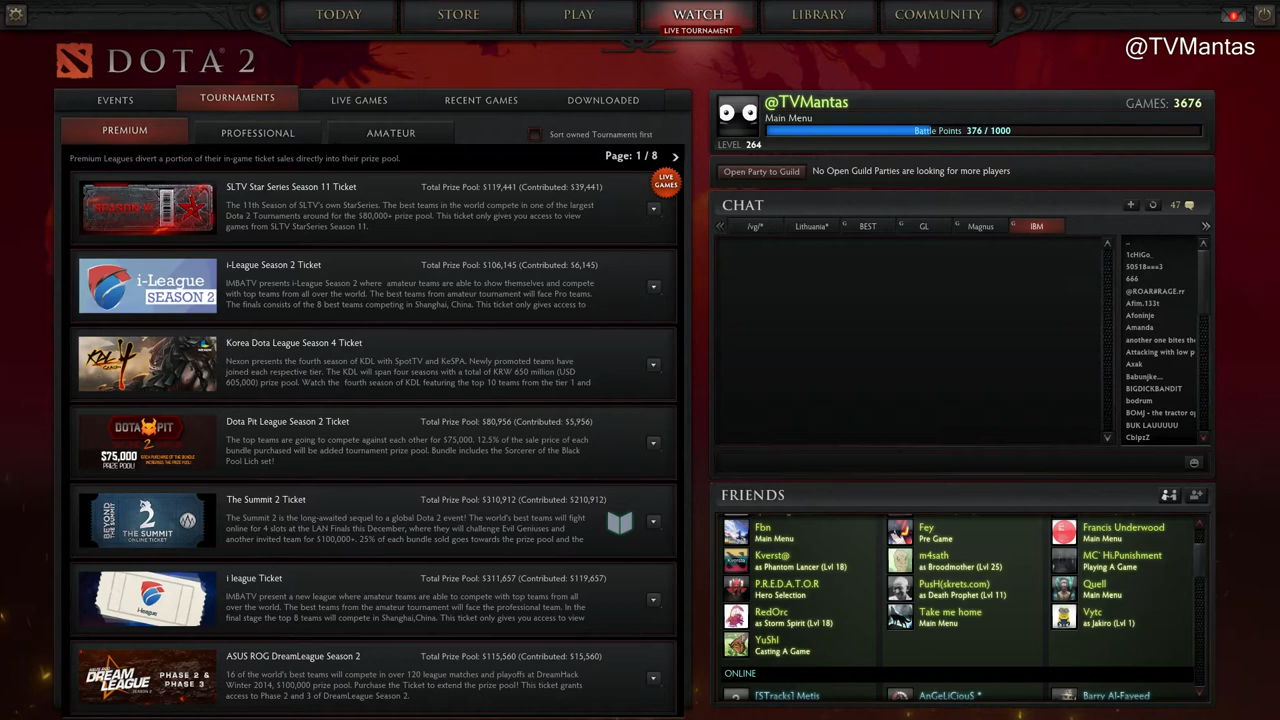 TODAY
STORE
PLAY
WATCH
LIVE TOURNAMENT
LIBRARY
COMMUNITY
@TVMantas
DOTA 2
EVENTS
TOURNAMENTS
LIVE GAMES
RECENT GAMES
DOWNLOADED
PREMIUM
PROFESSIONAL
AMATEUR
Sort owned Tournaments first
Premium Leagues divert a portion of their in-game ticket sales directly into their prize pool.
Page: 1 / 8
LIVE
GAMES
SLTV Star Series Season 11 Ticket
Total Prize Pool: $119,441 (Contributed: $39,441)
The 11th Season of SLTV's own StarSeries. The best teams in the world compete in one of the largest
Dota 2 Tournaments around for the $80,000+ prize pool. This ticket only gives you access to view
games from SLTV StarSeries Season 11.
i-League
SEASON 2
i-League Season 2 Ticket
Total Prize Pool: $106,145 (Contributed: $6,145)
IMBATV presents i-League Season 2 where  amateur teams are able to show themselves and compete
with top teams from all over the world. The best teams from amateur tournament will face Pro teams.
The finals consists of the 8 best teams competing in Shanghai, China. This ticket only gives access to
KDL 4
Korea Dota League Season 4 Ticket
Nexon presents the fourth season of KDL with SpotTV and KeSPA. Newly promoted teams have
joined each respective tier. The KDL will span four seasons with a total of KRW 650 million (USD
605,000) prize pool. Watch the  fourth season of KDL featuring the top 10 teams from the tier 1 and
DOTA PIT
2
$75,000
PRIZE POOL!
Dota Pit League Season 2 Ticket
Total Prize Pool: $80,956 (Contributed: $5,956)
The top teams are going to compete against each other for $75,000. 12.5% of the sale price of each
bundle purchased will be added tournament prize pool. Bundle includes the Sorcerer of the Black
Pool Lich set!
BEYOND
THE SUMMIT
2
THE SUMMIT
ONLINE TICKET
The Summit 2 Ticket
Total Prize Pool: $310,912 (Contributed: $210,912)
The Summit 2 is the long-awaited sequel to a global Dota 2 event! The world's best teams will fight
online for 4 slots at the LAN Finals this December, where they will challenge Evil Geniuses and
another invited team for $100,000+. 25% of each bundle sold goes towards the prize pool and the
i-league
i league Ticket
Total Prize Pool: $311,657 (Contributed: $119,657)
IMBATV present a new league where amateur teams are able to compete with top teams from all
over the world. The best teams from the amateur tournament will face the professional team. In the
final stage the top 8 teams will compete in Shanghai,China. This ticket only gives you access to view
ASUS ROG
DREAM
LEAGUE
SEASON 2
PHASE 2 &
PHASE 3
ASUS ROG DreamLeague Season 2
Total Prize Pool: $115,560 (Contributed: $15,560)
16 of the world's best teams will compete in over 120 league matches and playoffs at DreamHack
Winter 2014, $100,000 prize pool. Purchase the Ticket to extend the prize pool! This ticket grants
access to Phase 2 and 3 of DreamLeague Season 2.
@TVMantas
GAMES: 3676
Main Menu
Battle Points 376 / 1000
LEVEL 264
Open Party to Guild
No Open Guild Parties are looking for more players
CHAT
47
/vg/*
Lithuania*
G BEST
G GL
G Magnus
G IBM
..
1cHiGo_
50518===3
666
@ROAR#RAGE.rr
Afim.133t
Afoninje
Amanda
another one bites the
Attacking with low p
Axak
Babunjke...
BIGDICKBANDIT
bodrum
BOMJ - the tractor op
BUK LAUUUUU
CbIpzZ
FRIENDS
Fbn
Main Menu
Fey
Pre Game
Francis Underwood
Main Menu
Kverst@
as Phantom Lancer (Lvl 18)
m4sath
as Broodmother (Lvl 25)
MC' Hi.Punishment
Playing A Game
P.R.E.D.A.T.O.R
Hero Selection
PusH(skrets.com)
as Death Prophet (Lvl 11)
Quell
Main Menu
RedOrc
as Storm Spirit (Lvl 18)
Take me home
Main Menu
Vytc
as Jakiro (Lvl 1)
YuShI
Casting A Game
ONLINE
[STracks] Metis
AnGeLiCiouS *
Barry Al-Fayeed